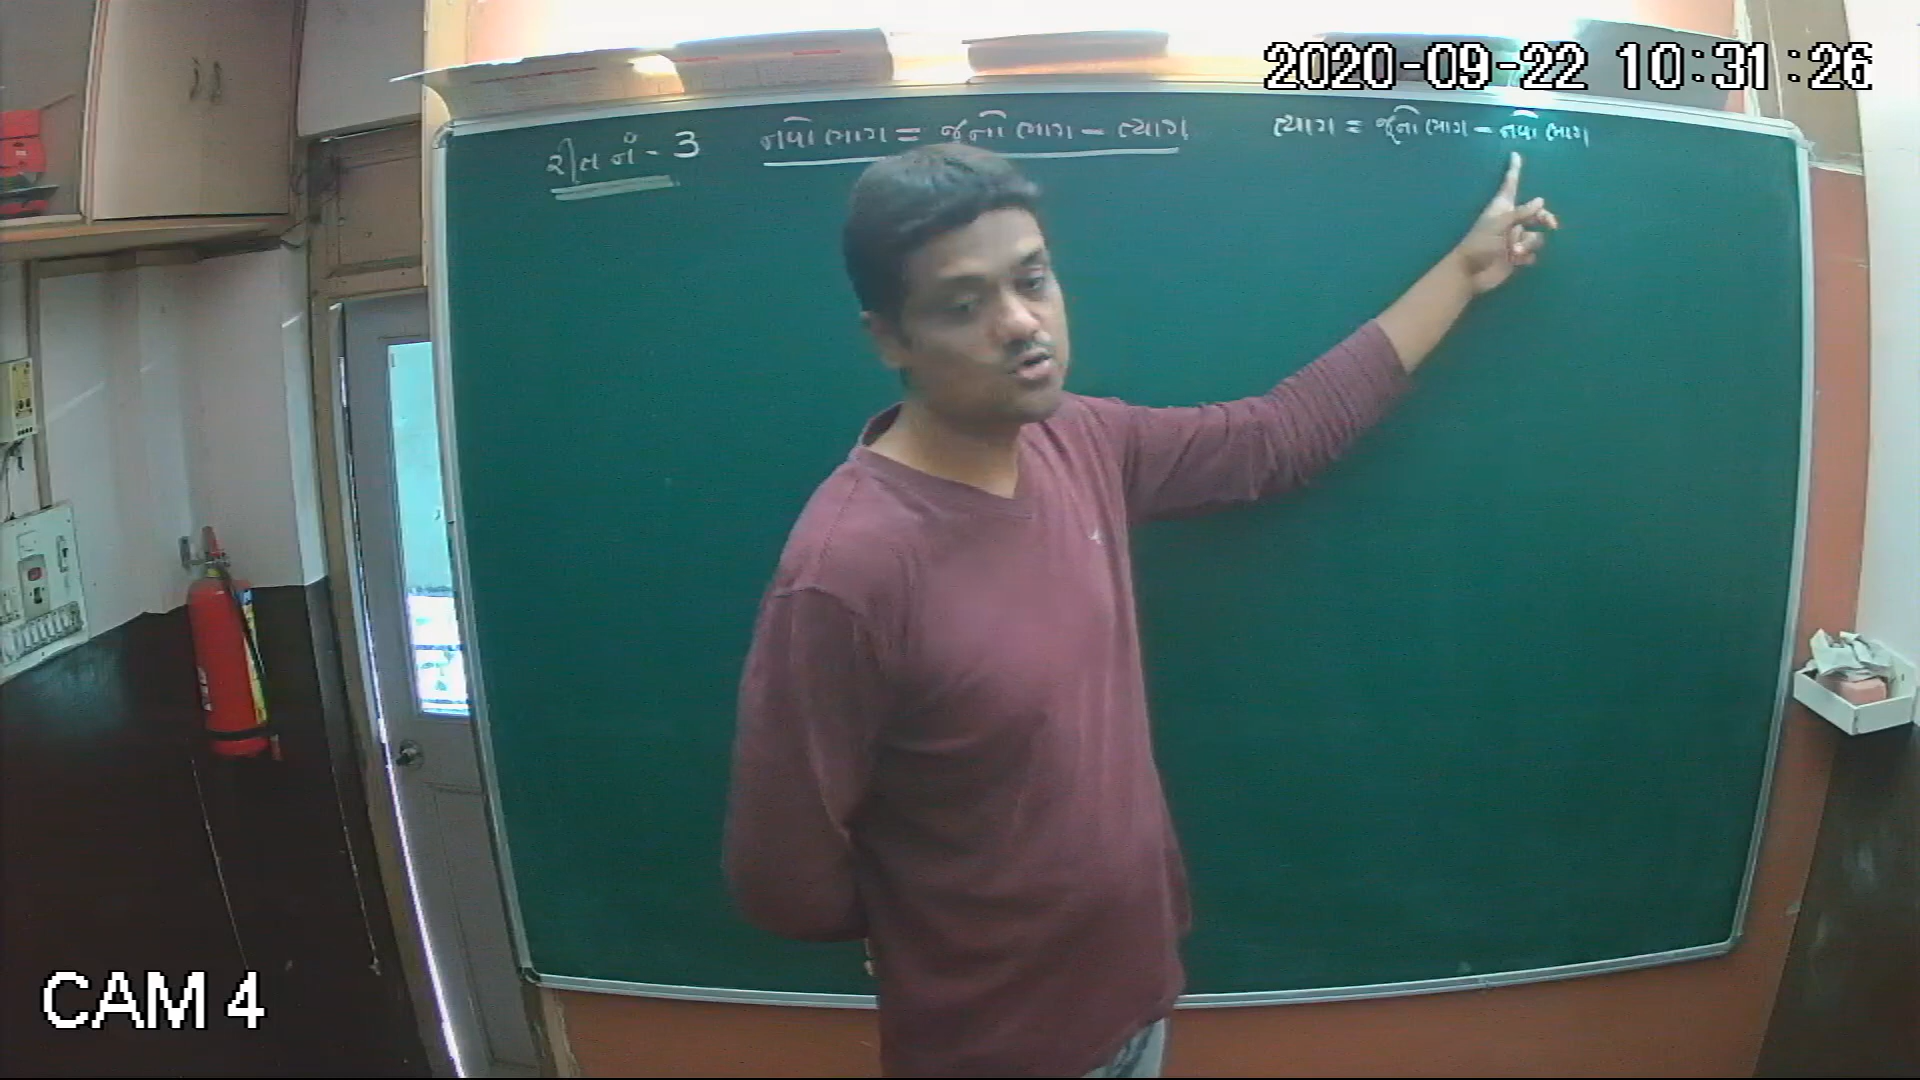 2020-09-22 10:31:26
રીત નં - 3
નવો ભાગ = જૂનો ભાગ - ત્યાગ
ત્યાગ = જૂનો ભાગ - નવો ભાગ
CAM 4